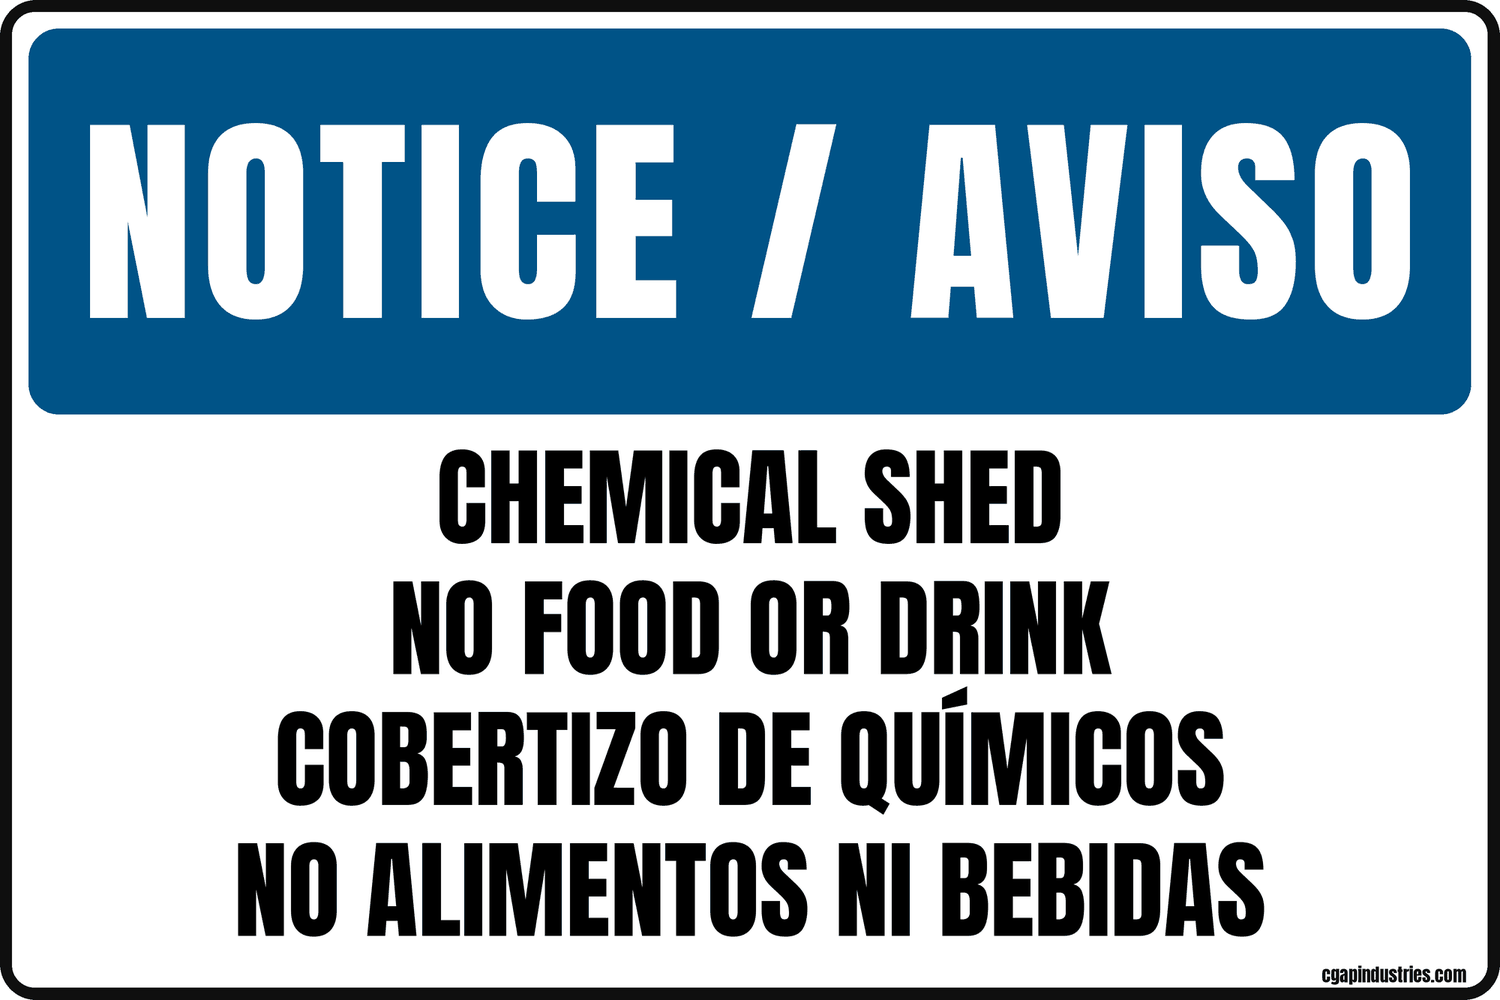 NOTICE / AVISO
CHEMICAL SHED
NO FOOD OR DRINK
COBERTIZO DE QUÍMICOS
NO ALIMENTOS NI BEBIDAS
cgapindustries.com